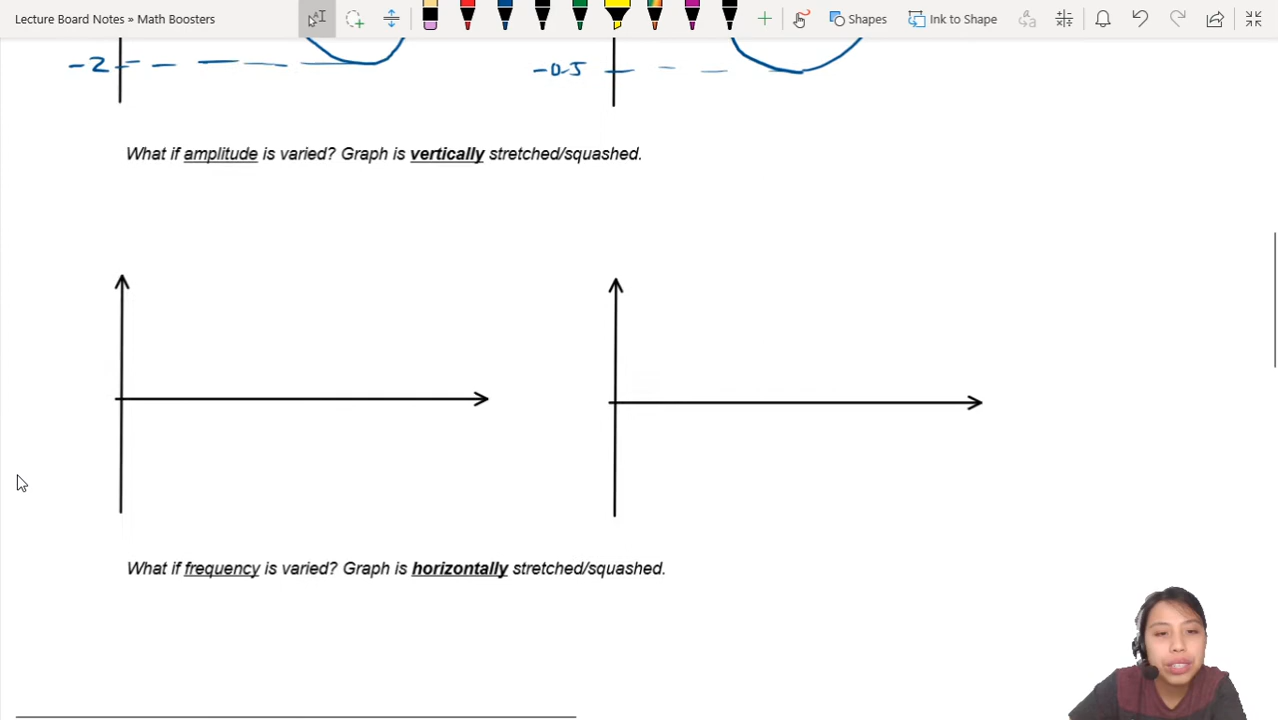 Lecture Board Notes » Math Boosters
Shapes
Ink to Shape
-2
-0.5
What if amplitude is varied? Graph is vertically stretched/squashed.
What if frequency is varied? Graph is horizontally stretched/squashed.